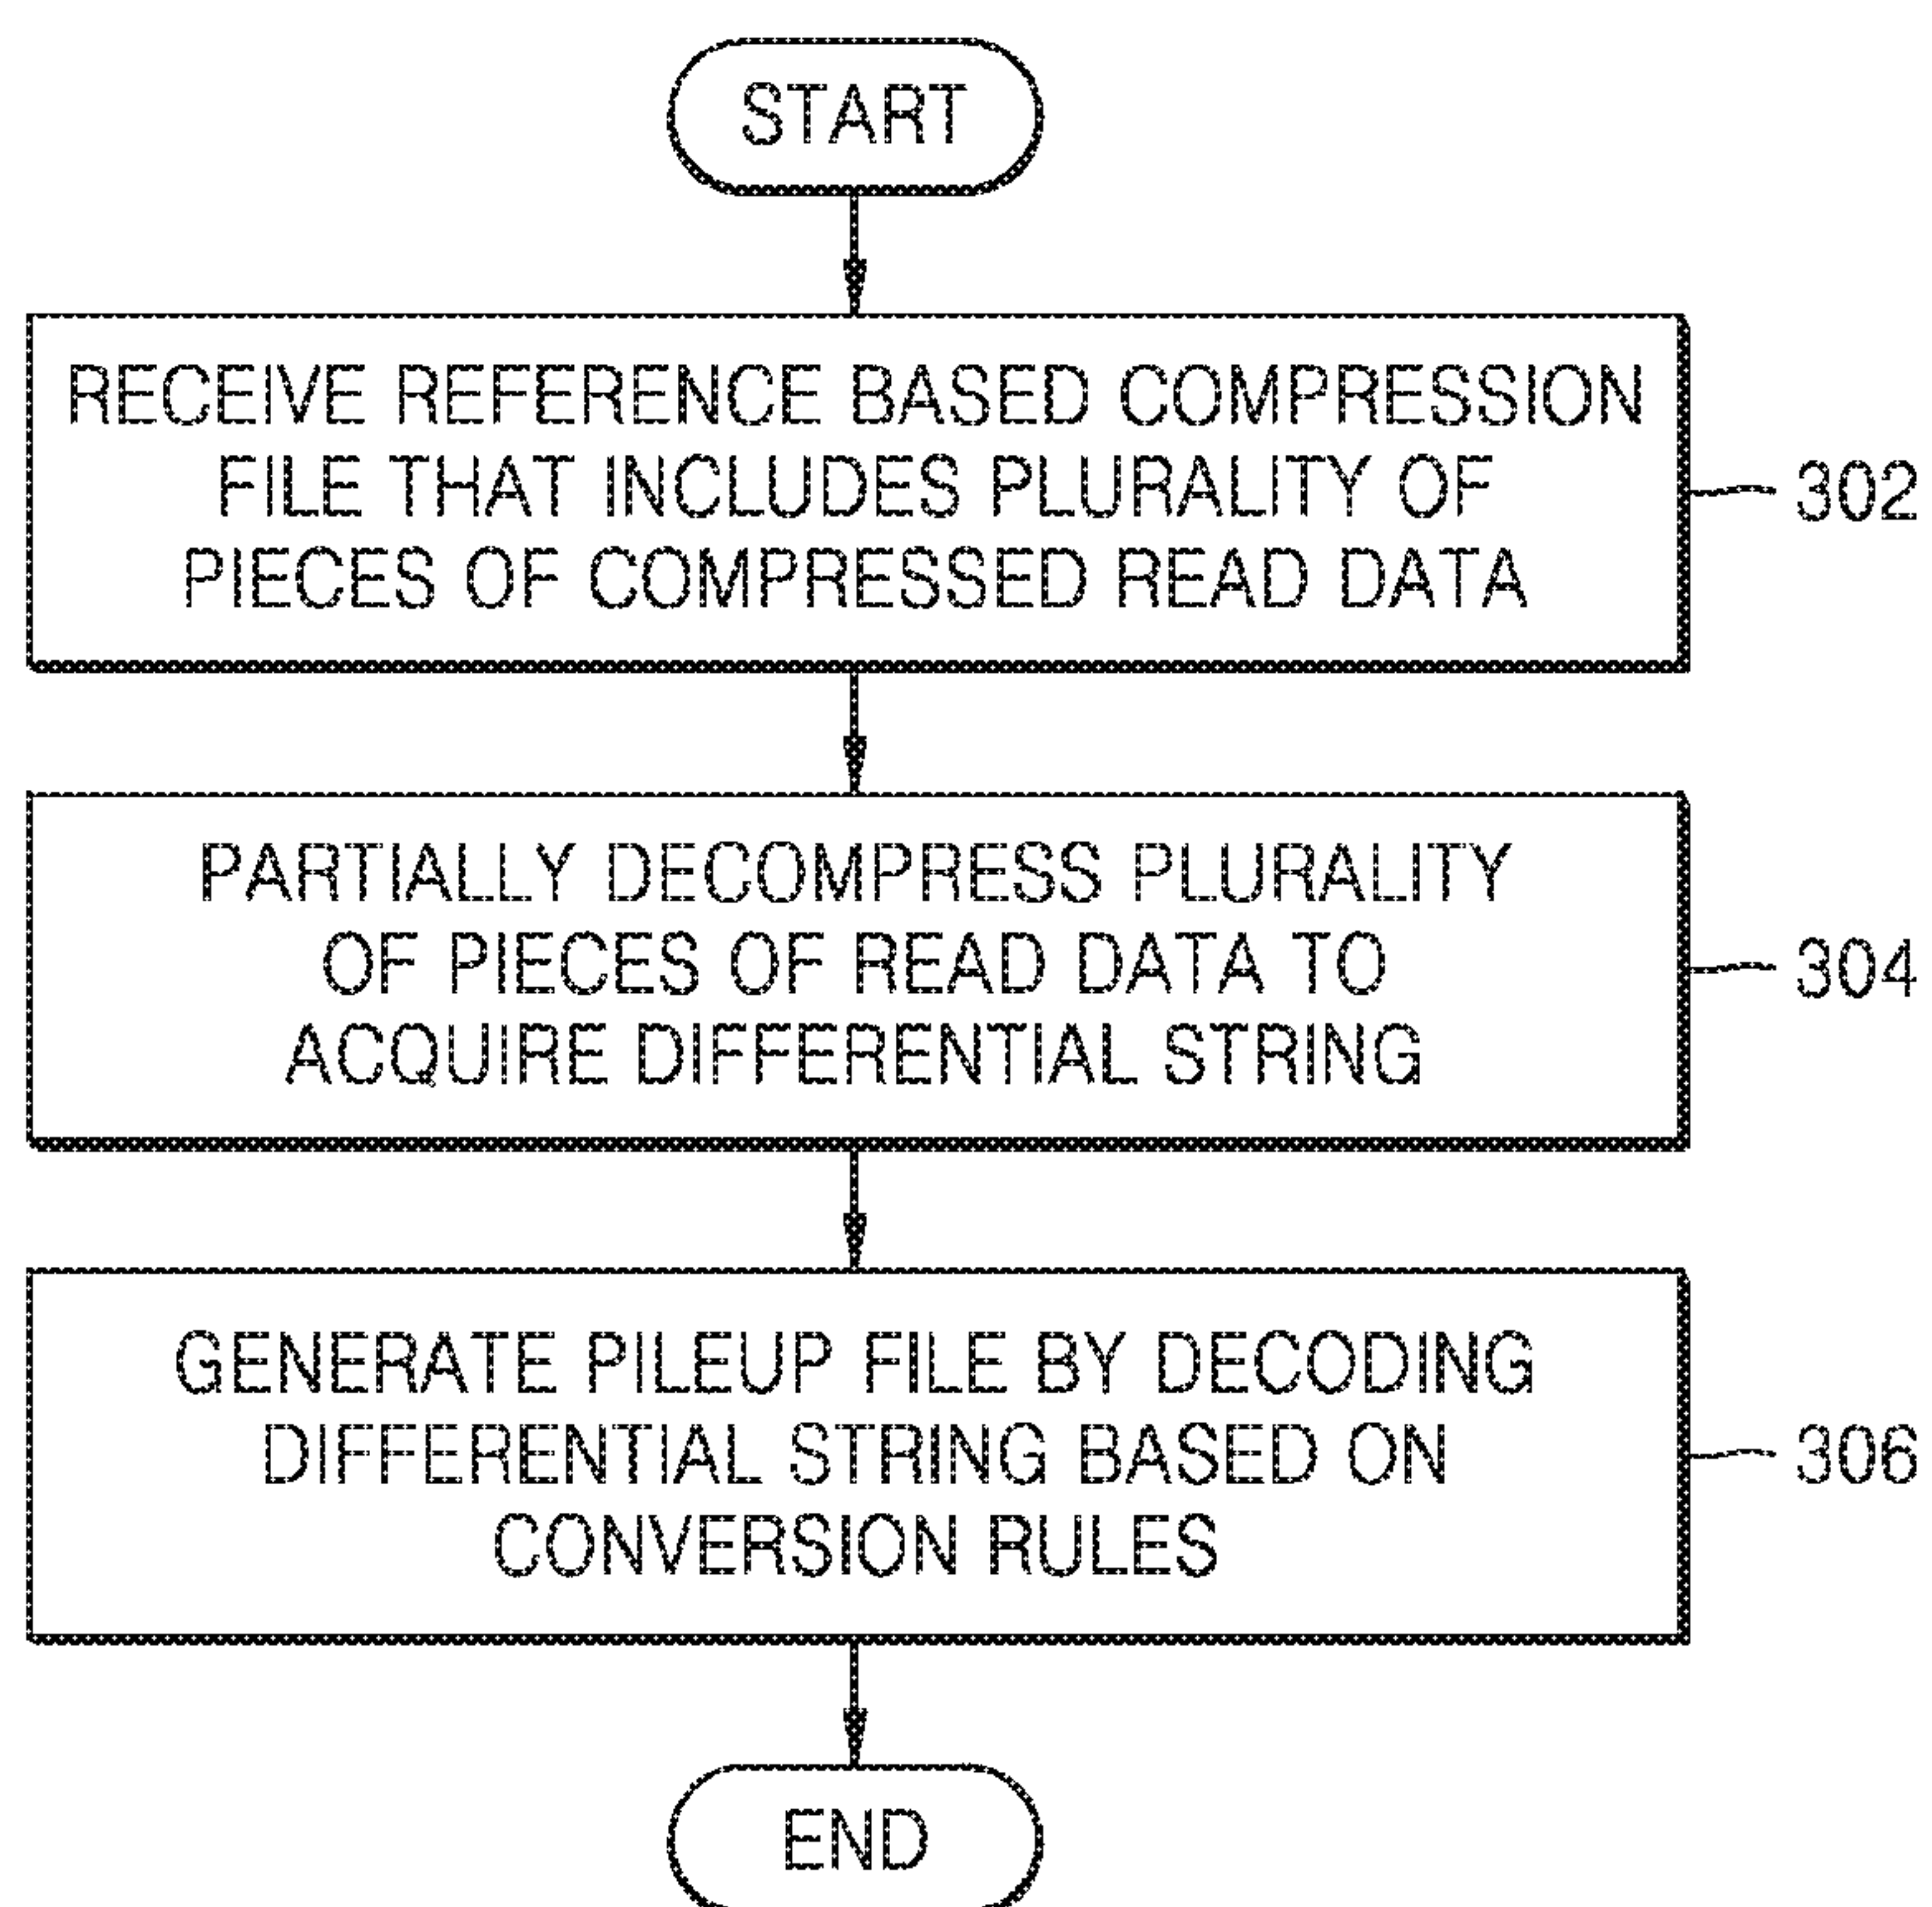 START
RECEIVE REFERENCE BASED COMPRESSION
FILE THAT INCLUDES PLURALITY OF
PIECES OF COMPRESSED READ DATA
302
PARTIALLY DECOMPRESS PLURALITY
OF PIECES OF READ DATA TO
ACQUIRE DIFFERENTIAL STRING
304
GENERATE PILEUP FILE BY DECODING
DIFFERENTIAL STRING BASED ON
CONVERSION RULES
306
END